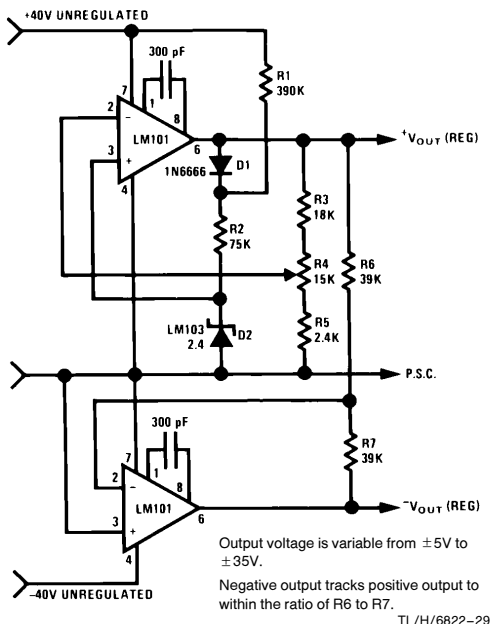 +40V UNREGULATED
300 pF
R1
390K
7
1
8
2
−
LM101
6
3
+
4
D1
1N6666
+VOUT (REG)
R3
18K
R2
75K
R4
15K
R6
39K
LM103
2.4
D2
R5
2.4K
P.S.C.
300 pF
7
1
8
2
−
LM101
6
3
+
4
R7
39K
−VOUT (REG)
−40V UNREGULATED
Output voltage is variable from ±5V to
±35V.
Negative output tracks positive output to
within the ratio of R6 to R7.
TL/H/6822–29